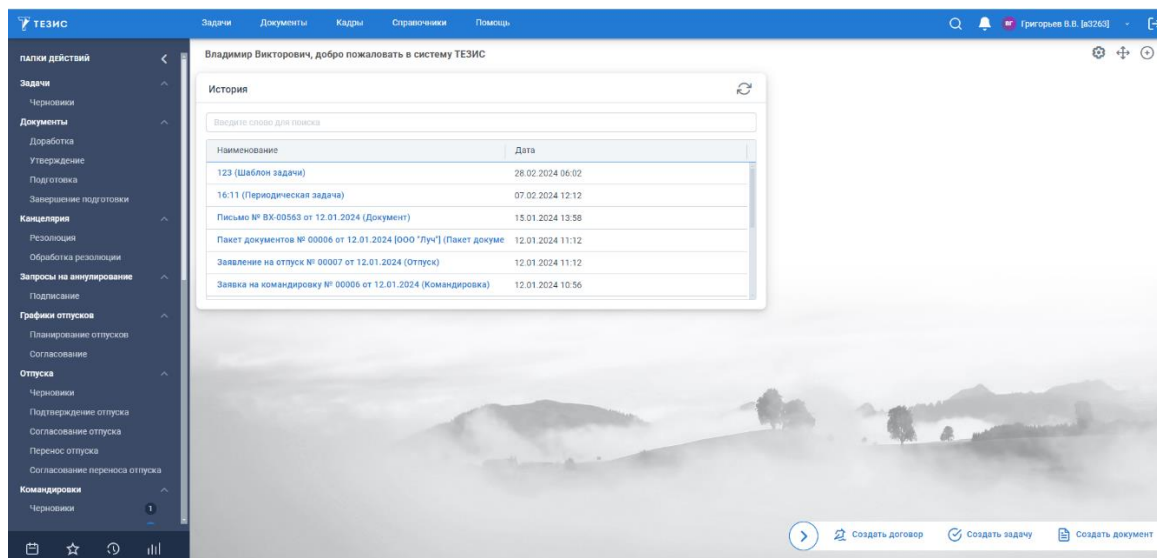 ТЕЗИС
Задачи Документы Кадры Справочники Помощь
вг Григорьев В.В. [a3263]
ПАПКИ ДЕЙСТВИЙ
Задачи
Черновики
Документы
Доработка
Утверждение
Подготовка
Завершение подготовки
Канцелярия
Резолюция
Обработка резолюции
Запросы на аннулирование
Подписание
Графики отпусков
Планирование отпусков
Согласование
Отпуска
Черновики
Подтверждение отпуска
Согласование отпуска
Перенос отпуска
Согласование переноса отпуска
Командировки
Черновики 1
Владимир Викторович, добро пожаловать в систему ТЕЗИС
История
Введите слово для поиска
Наименование Дата
123 (Шаблон задачи) 28.02.2024 06:02
16:11 (Периодическая задача) 07.02.2024 12:12
Письмо № ВХ-00563 от 12.01.2024 (Документ) 15.01.2024 13:58
Пакет документов № 00006 от 12.01.2024 [ООО "Луч"] (Пакет докуме 12.01.2024 11:12
Заявление на отпуск № 00007 от 12.01.2024 (Отпуск) 12.01.2024 11:12
Заявка на командировку № 00006 от 12.01.2024 (Командировка) 12.01.2024 10:56
Создать договор Создать задачу Создать документ